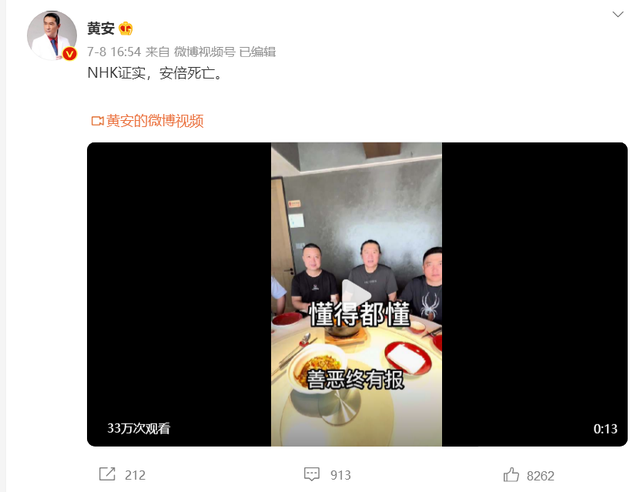 黄安
7-8 16:54 来自 微博视频号 已编辑
NHK证实，安倍死亡。
黄安的微博视频
懂得都懂
善恶终有报
33万次观看
0:13
212
913
8262